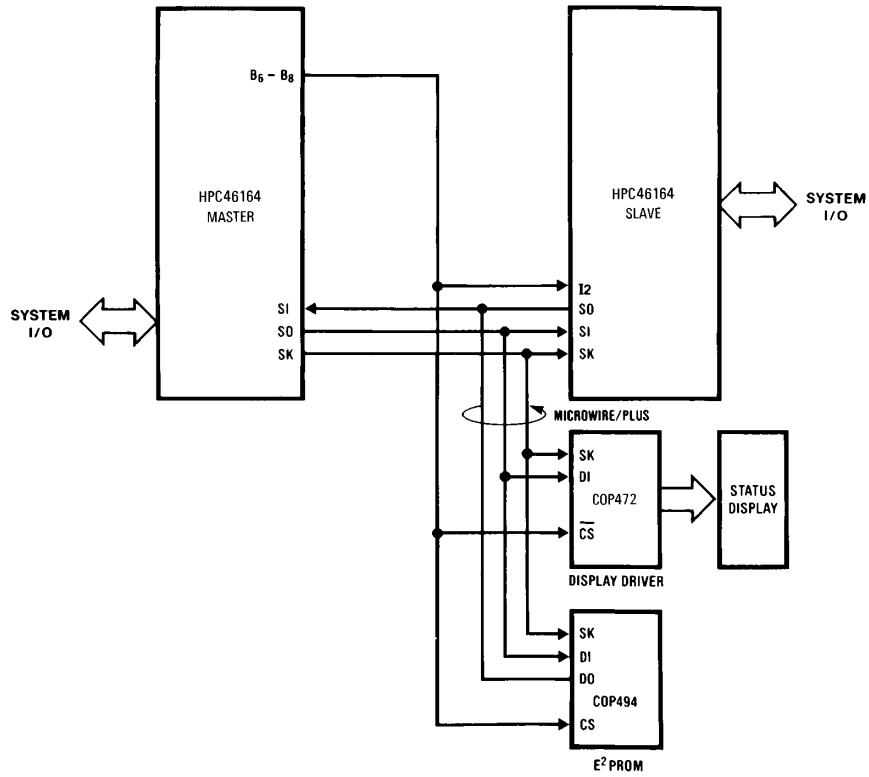 B₆ – B₈
HPC46164
MASTER
SYSTEM
I/O
SI
SO
SK
HPC46164
SLAVE
SYSTEM
I/O
I2
SO
SI
SK
MICROWIRE/PLUS
SK
DI
COP472
CS
DISPLAY DRIVER
STATUS
DISPLAY
SK
DI
DO
COP494
CS
E² PROM